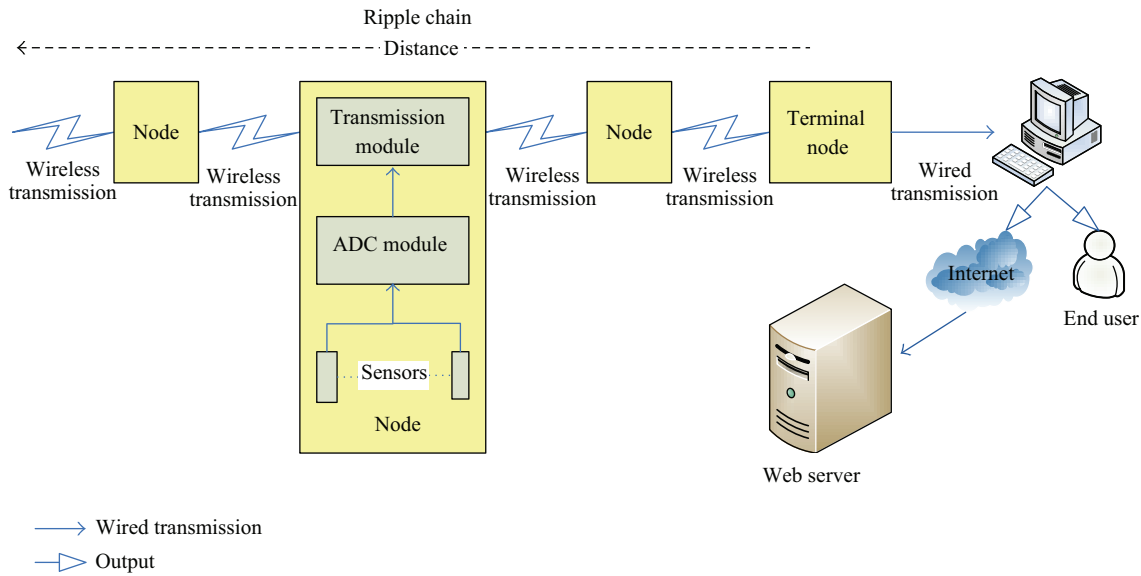 Ripple chain
Distance
Node
Wireless
transmission
Wireless
transmission
Transmission
module
ADC module
Sensors
Node
Wireless
transmission
Node
Wireless
transmission
Terminal
node
Wired
transmission
Internet
End user
Web server
Wired transmission
Output